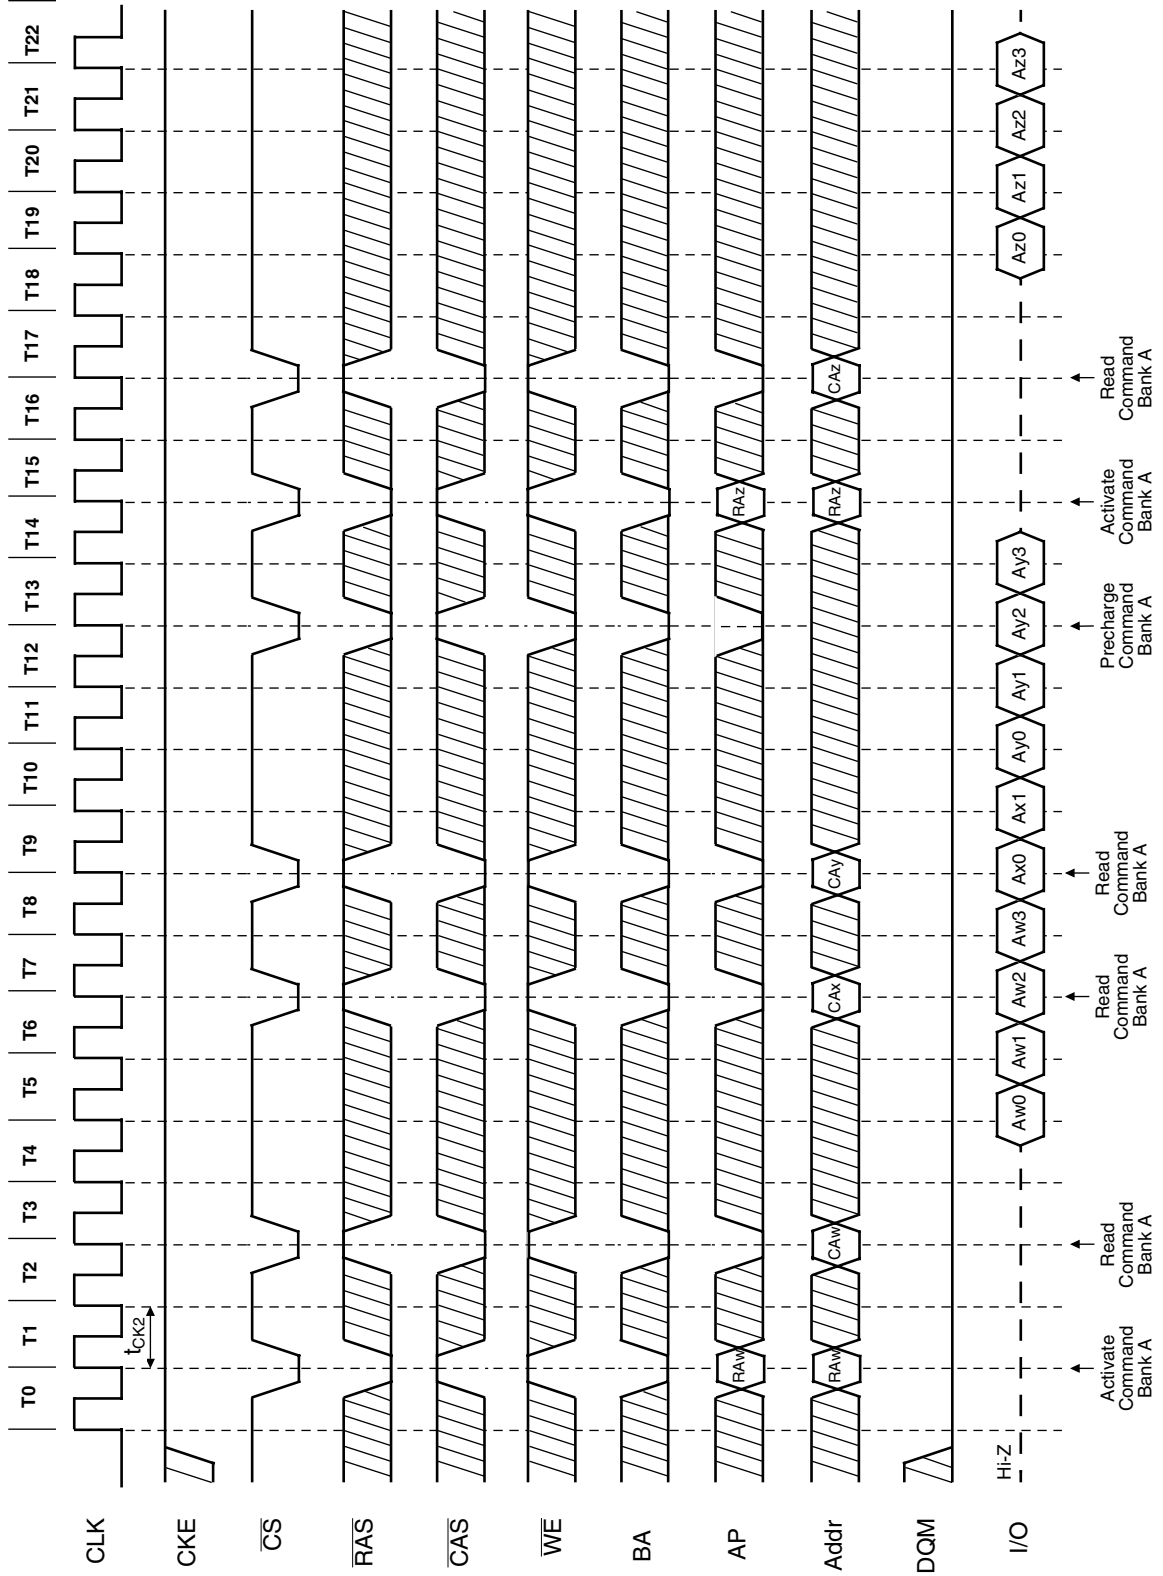 T0 T1 T2 T3 T4 T5 T6 T7 T8 T9 T10 T11 T12 T13 T14 T15 T16 T17 T18 T19 T20 T21 T22
CLK
tCK2
CKE
CS
RAS
CAS
WE
BA
AP
RAw RAz
Addr
RAw CAw CAx CAy RAz CAz
DQM
I/O
Hi-Z
Aw0 Aw1 Aw2 Aw3 Ax0 Ax1 Ay0 Ay1 Ay2 Ay3 Az0 Az1 Az2 Az3
Activate
Command
Bank A
Read
Command
Bank A
Read
Command
Bank A
Read
Command
Bank A
Precharge
Command
Bank A
Activate
Command
Bank A
Read
Command
Bank A